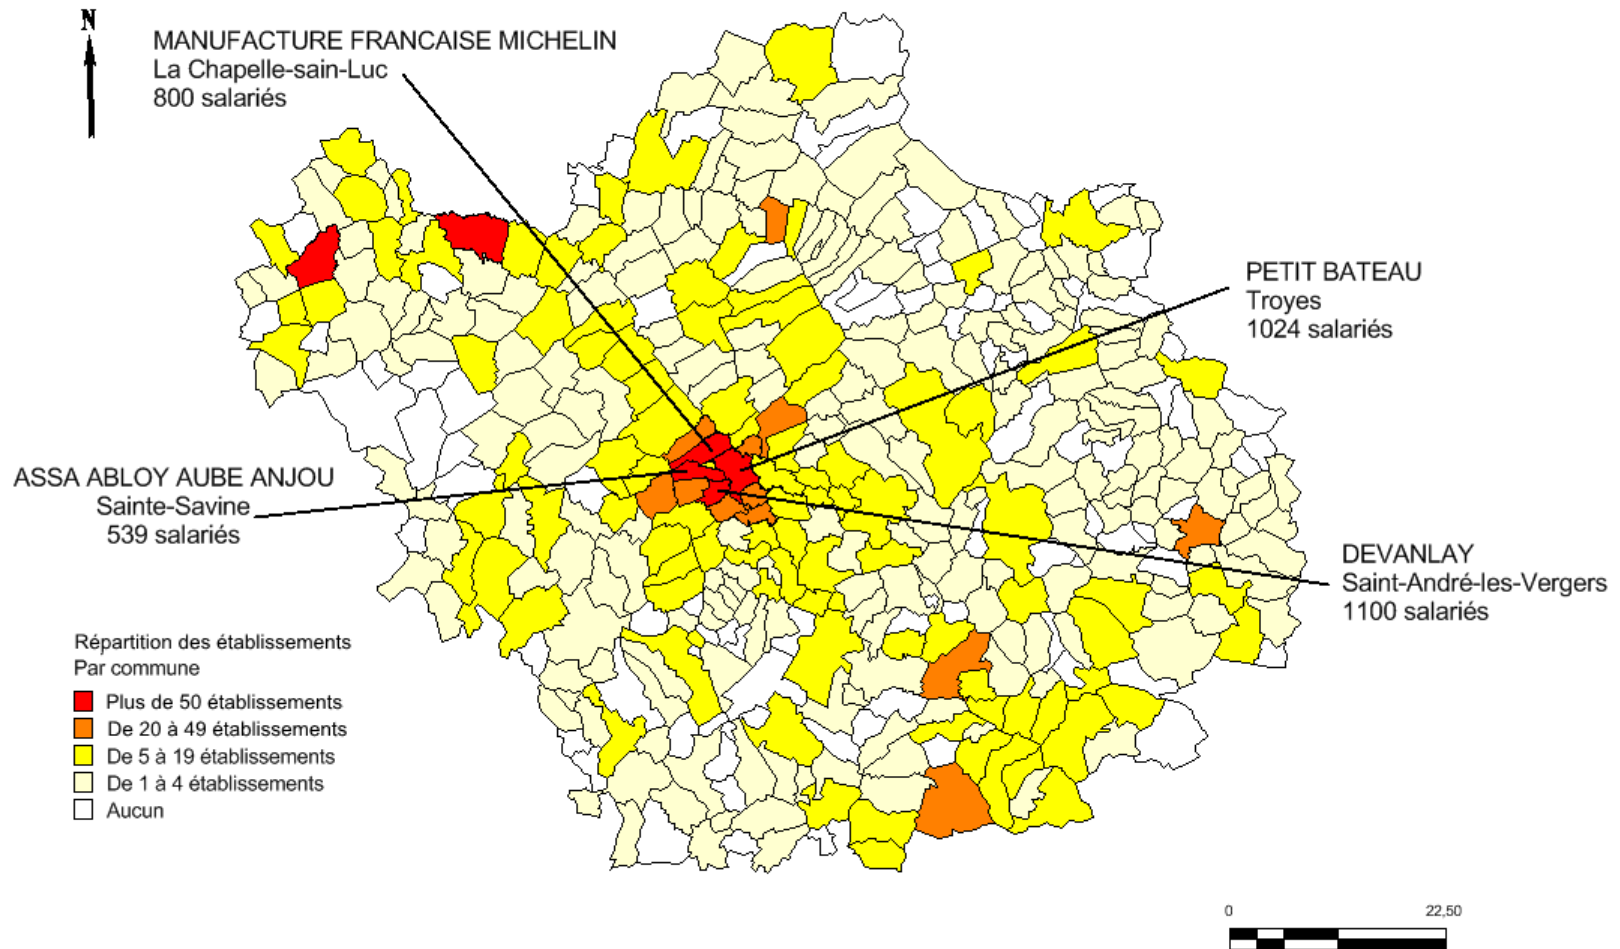 N
MANUFACTURE FRANCAISE MICHELIN
La Chapelle-sain-Luc
800 salariés
PETIT BATEAU
Troyes
1024 salariés
ASSA ABLOY AUBE ANJOU
Sainte-Savine
539 salariés
DEVANLAY
Saint-André-les-Vergers
1100 salariés
Répartition des établissements
Par commune
Plus de 50 établissements
De 20 à 49 établissements
De 5 à 19 établissements
De 1 à 4 établissements
Aucun
0 22,50